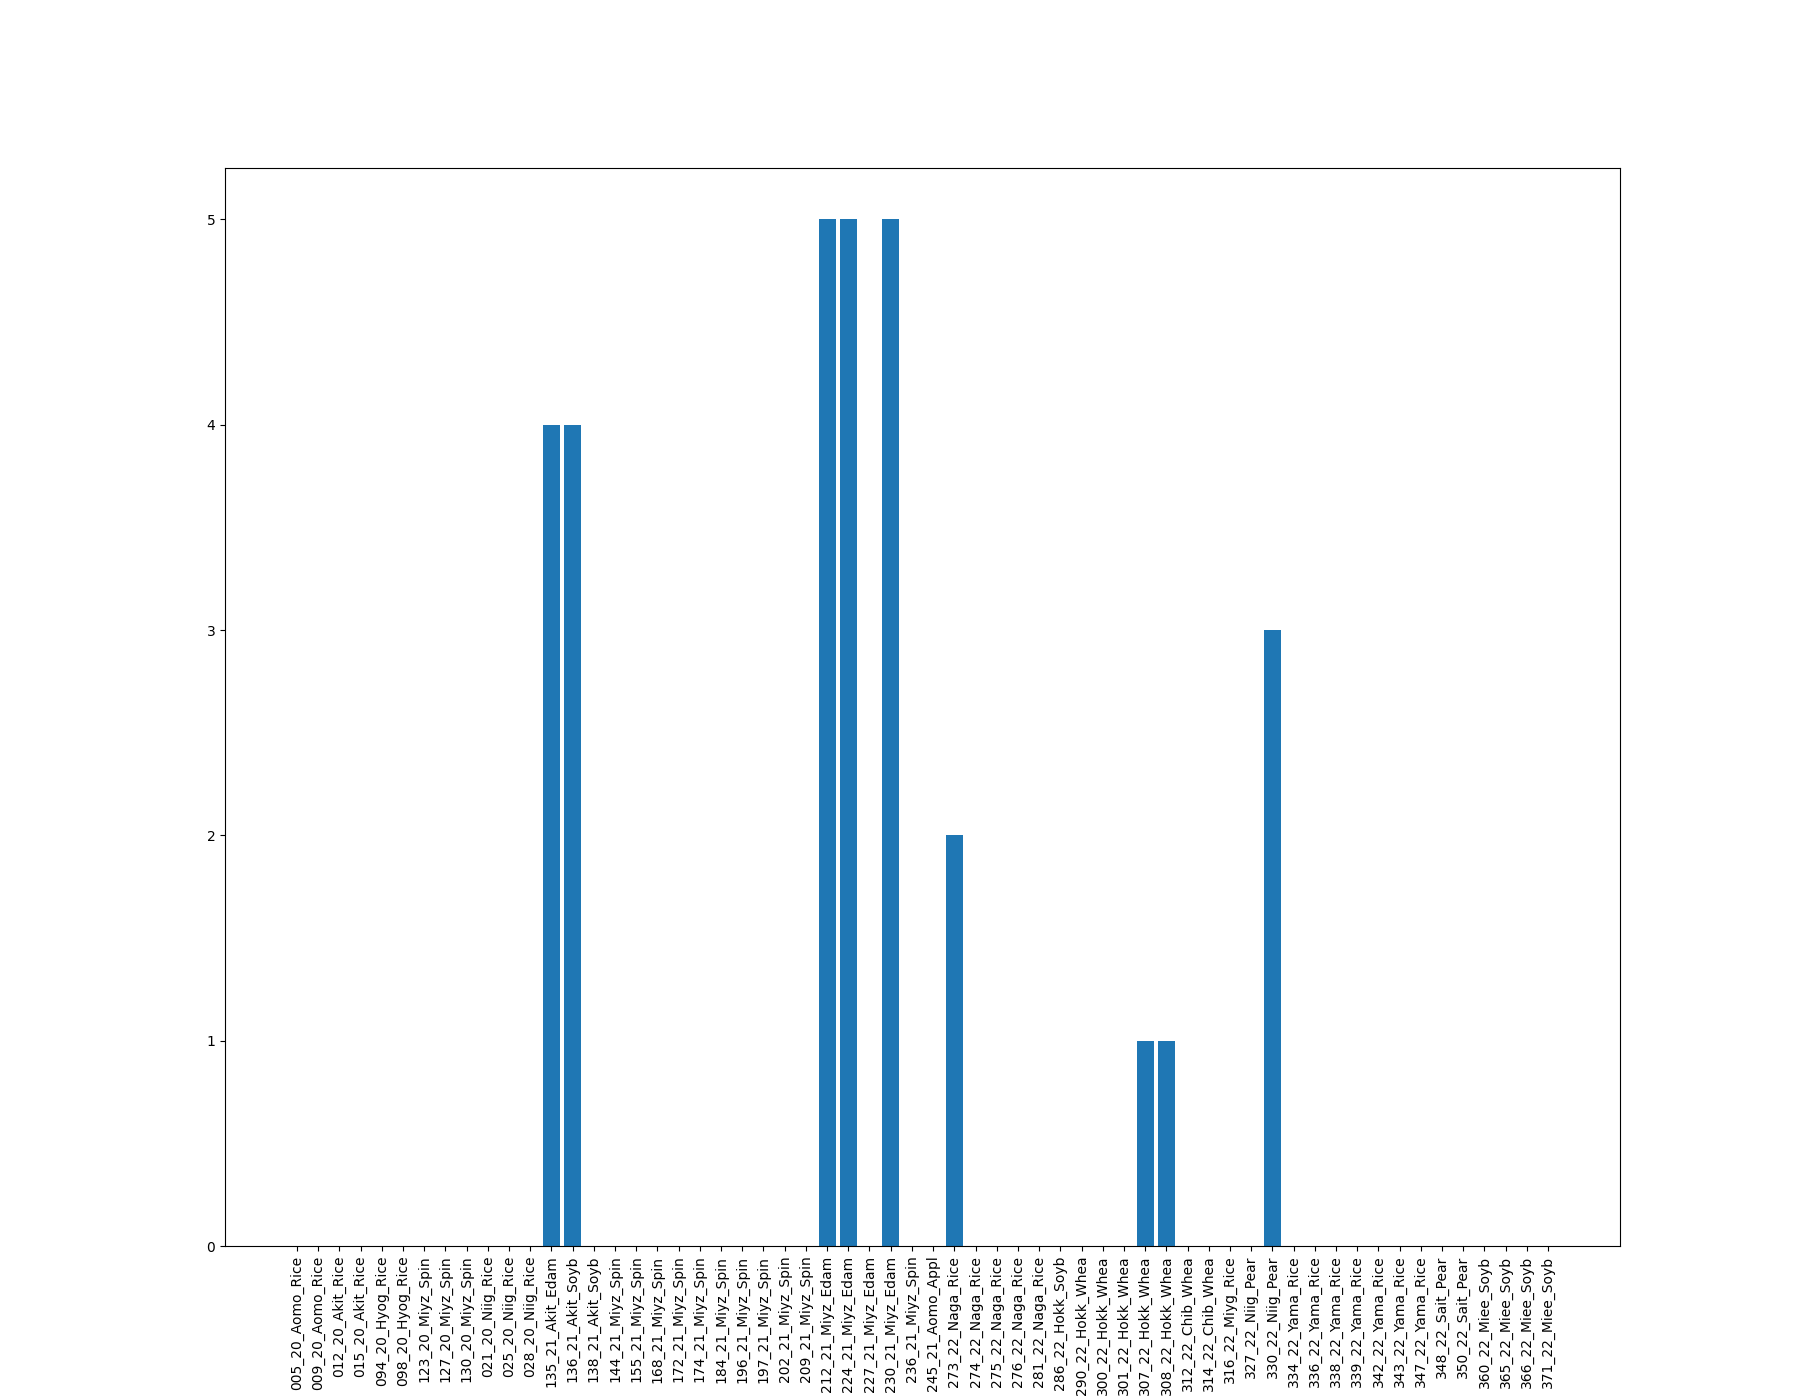 5
4
3
2
1
0
005_20_Aomo_Rice
009_20_Aomo_Rice
012_20_Akit_Rice
015_20_Akit_Rice
094_20_Hyog_Rice
098_20_Hyog_Rice
123_20_Miyz_Spin
127_20_Miyz_Spin
130_20_Miyz_Spin
021_20_Niig_Rice
025_20_Niig_Rice
028_20_Niig_Rice
135_21_Akit_Edam
136_21_Akit_Soyb
138_21_Akit_Soyb
144_21_Miyz_Spin
155_21_Miyz_Spin
168_21_Miyz_Spin
172_21_Miyz_Spin
174_21_Miyz_Spin
184_21_Miyz_Spin
196_21_Miyz_Spin
197_21_Miyz_Spin
202_21_Miyz_Spin
209_21_Miyz_Spin
212_21_Miyz_Edam
224_21_Miyz_Edam
227_21_Miyz_Edam
230_21_Miyz_Edam
236_21_Miyz_Spin
245_21_Aomo_Appl
273_22_Naga_Rice
274_22_Naga_Rice
275_22_Naga_Rice
276_22_Naga_Rice
281_22_Naga_Rice
286_22_Hokk_Soyb
290_22_Hokk_Whea
300_22_Hokk_Whea
301_22_Hokk_Whea
307_22_Hokk_Whea
308_22_Hokk_Whea
312_22_Chib_Whea
314_22_Chib_Whea
316_22_Miyg_Rice
327_22_Niig_Pear
330_22_Niig_Pear
334_22_Yama_Rice
336_22_Yama_Rice
338_22_Yama_Rice
339_22_Yama_Rice
342_22_Yama_Rice
343_22_Yama_Rice
347_22_Yama_Rice
348_22_Sait_Pear
350_22_Sait_Pear
360_22_Miee_Soyb
365_22_Miee_Soyb
366_22_Miee_Soyb
371_22_Miee_Soyb